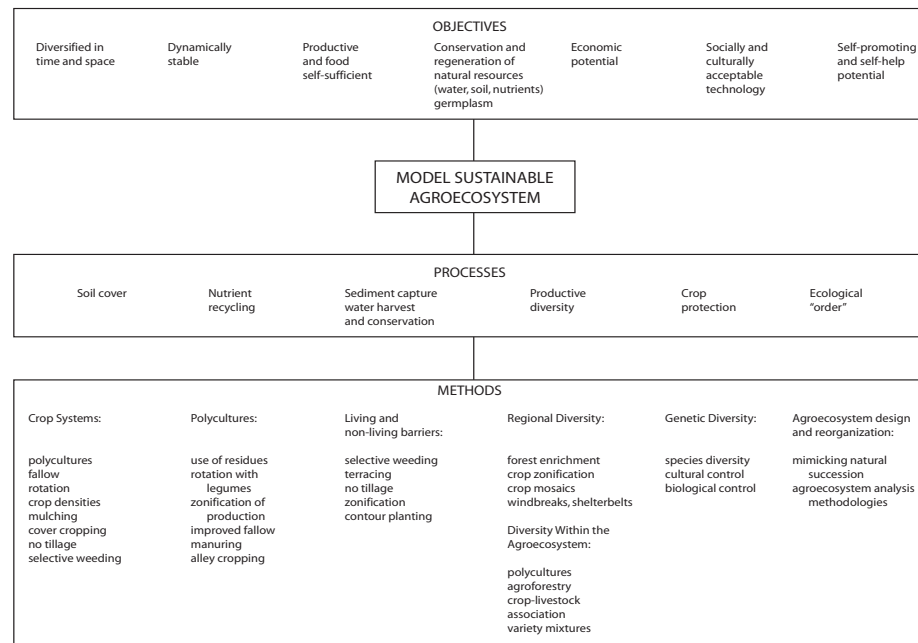 OBJECTIVES
Diversified in
time and space
Dynamically
stable
Productive
and food
self-sufficient
Conservation and
regeneration of
natural resources
(water, soil, nutrients)
germplasm
Economic
potential
Socially and
culturally
acceptable
technology
Self-promoting
and self-help
potential
MODEL SUSTAINABLE
AGROECOSYSTEM
PROCESSES
Soil cover
Nutrient
recycling
Sediment capture
water harvest
and conservation
Productive
diversity
Crop
protection
Ecological
“order”
METHODS
Crop Systems:
polycultures
fallow
rotation
crop densities
mulching
cover cropping
no tillage
selective weeding
Polycultures:
use of residues
rotation with
legumes
zonification of
production
improved fallow
manuring
alley cropping
Living and
non-living barriers:
selective weeding
terracing
no tillage
zonification
contour planting
Regional Diversity:
forest enrichment
crop zonification
crop mosaics
windbreaks, shelterbelts
Diversity Within the
Agroecosystem:
polycultures
agroforestry
crop-livestock
association
variety mixtures
Genetic Diversity:
species diversity
cultural control
biological control
Agroecosystem design
and reorganization:
mimicking natural
succession
agroecosystem analysis
methodologies